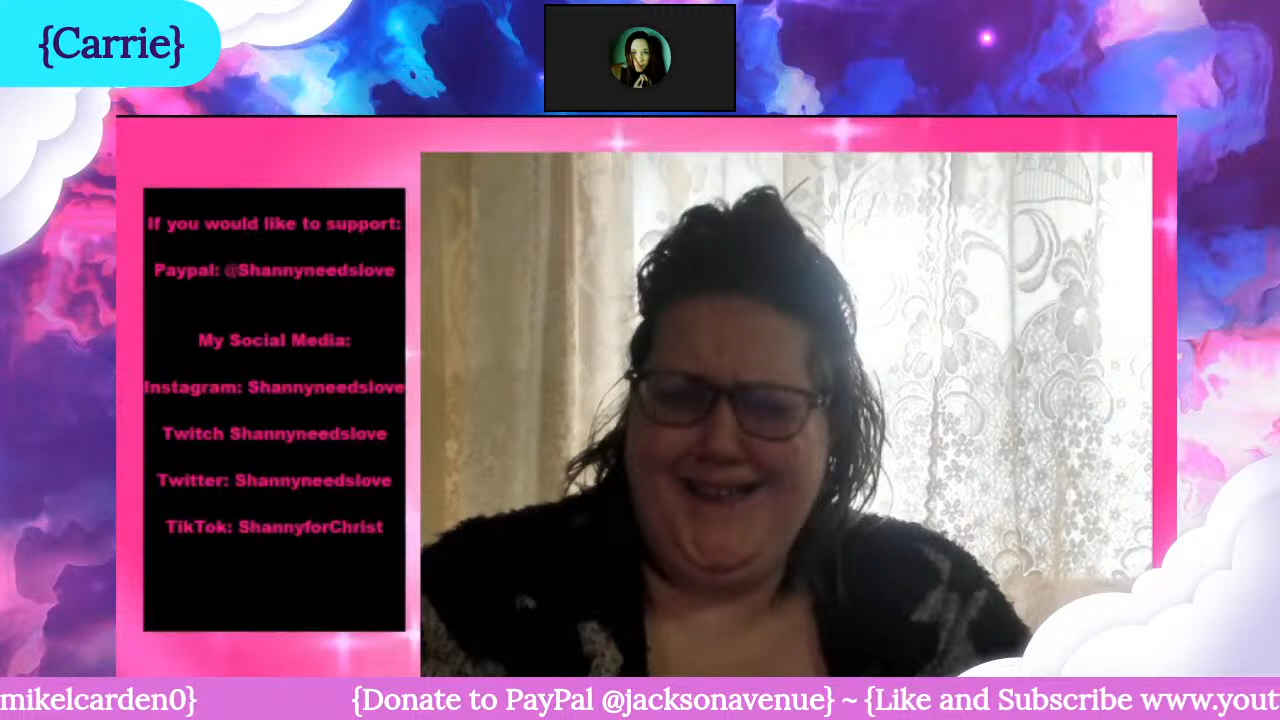 {Carrie}
If you would like to support:
Paypal: @Shannyneedslove
My Social Media:
Instagram: Shannyneedslove
Twitch Shannyneedslove
Twitter: Shannyneedslove
TikTok: ShannyforChrist
mikelcarden0} {Donate to PayPal @jacksonavenue} ~ {Like and Subscribe www.yout